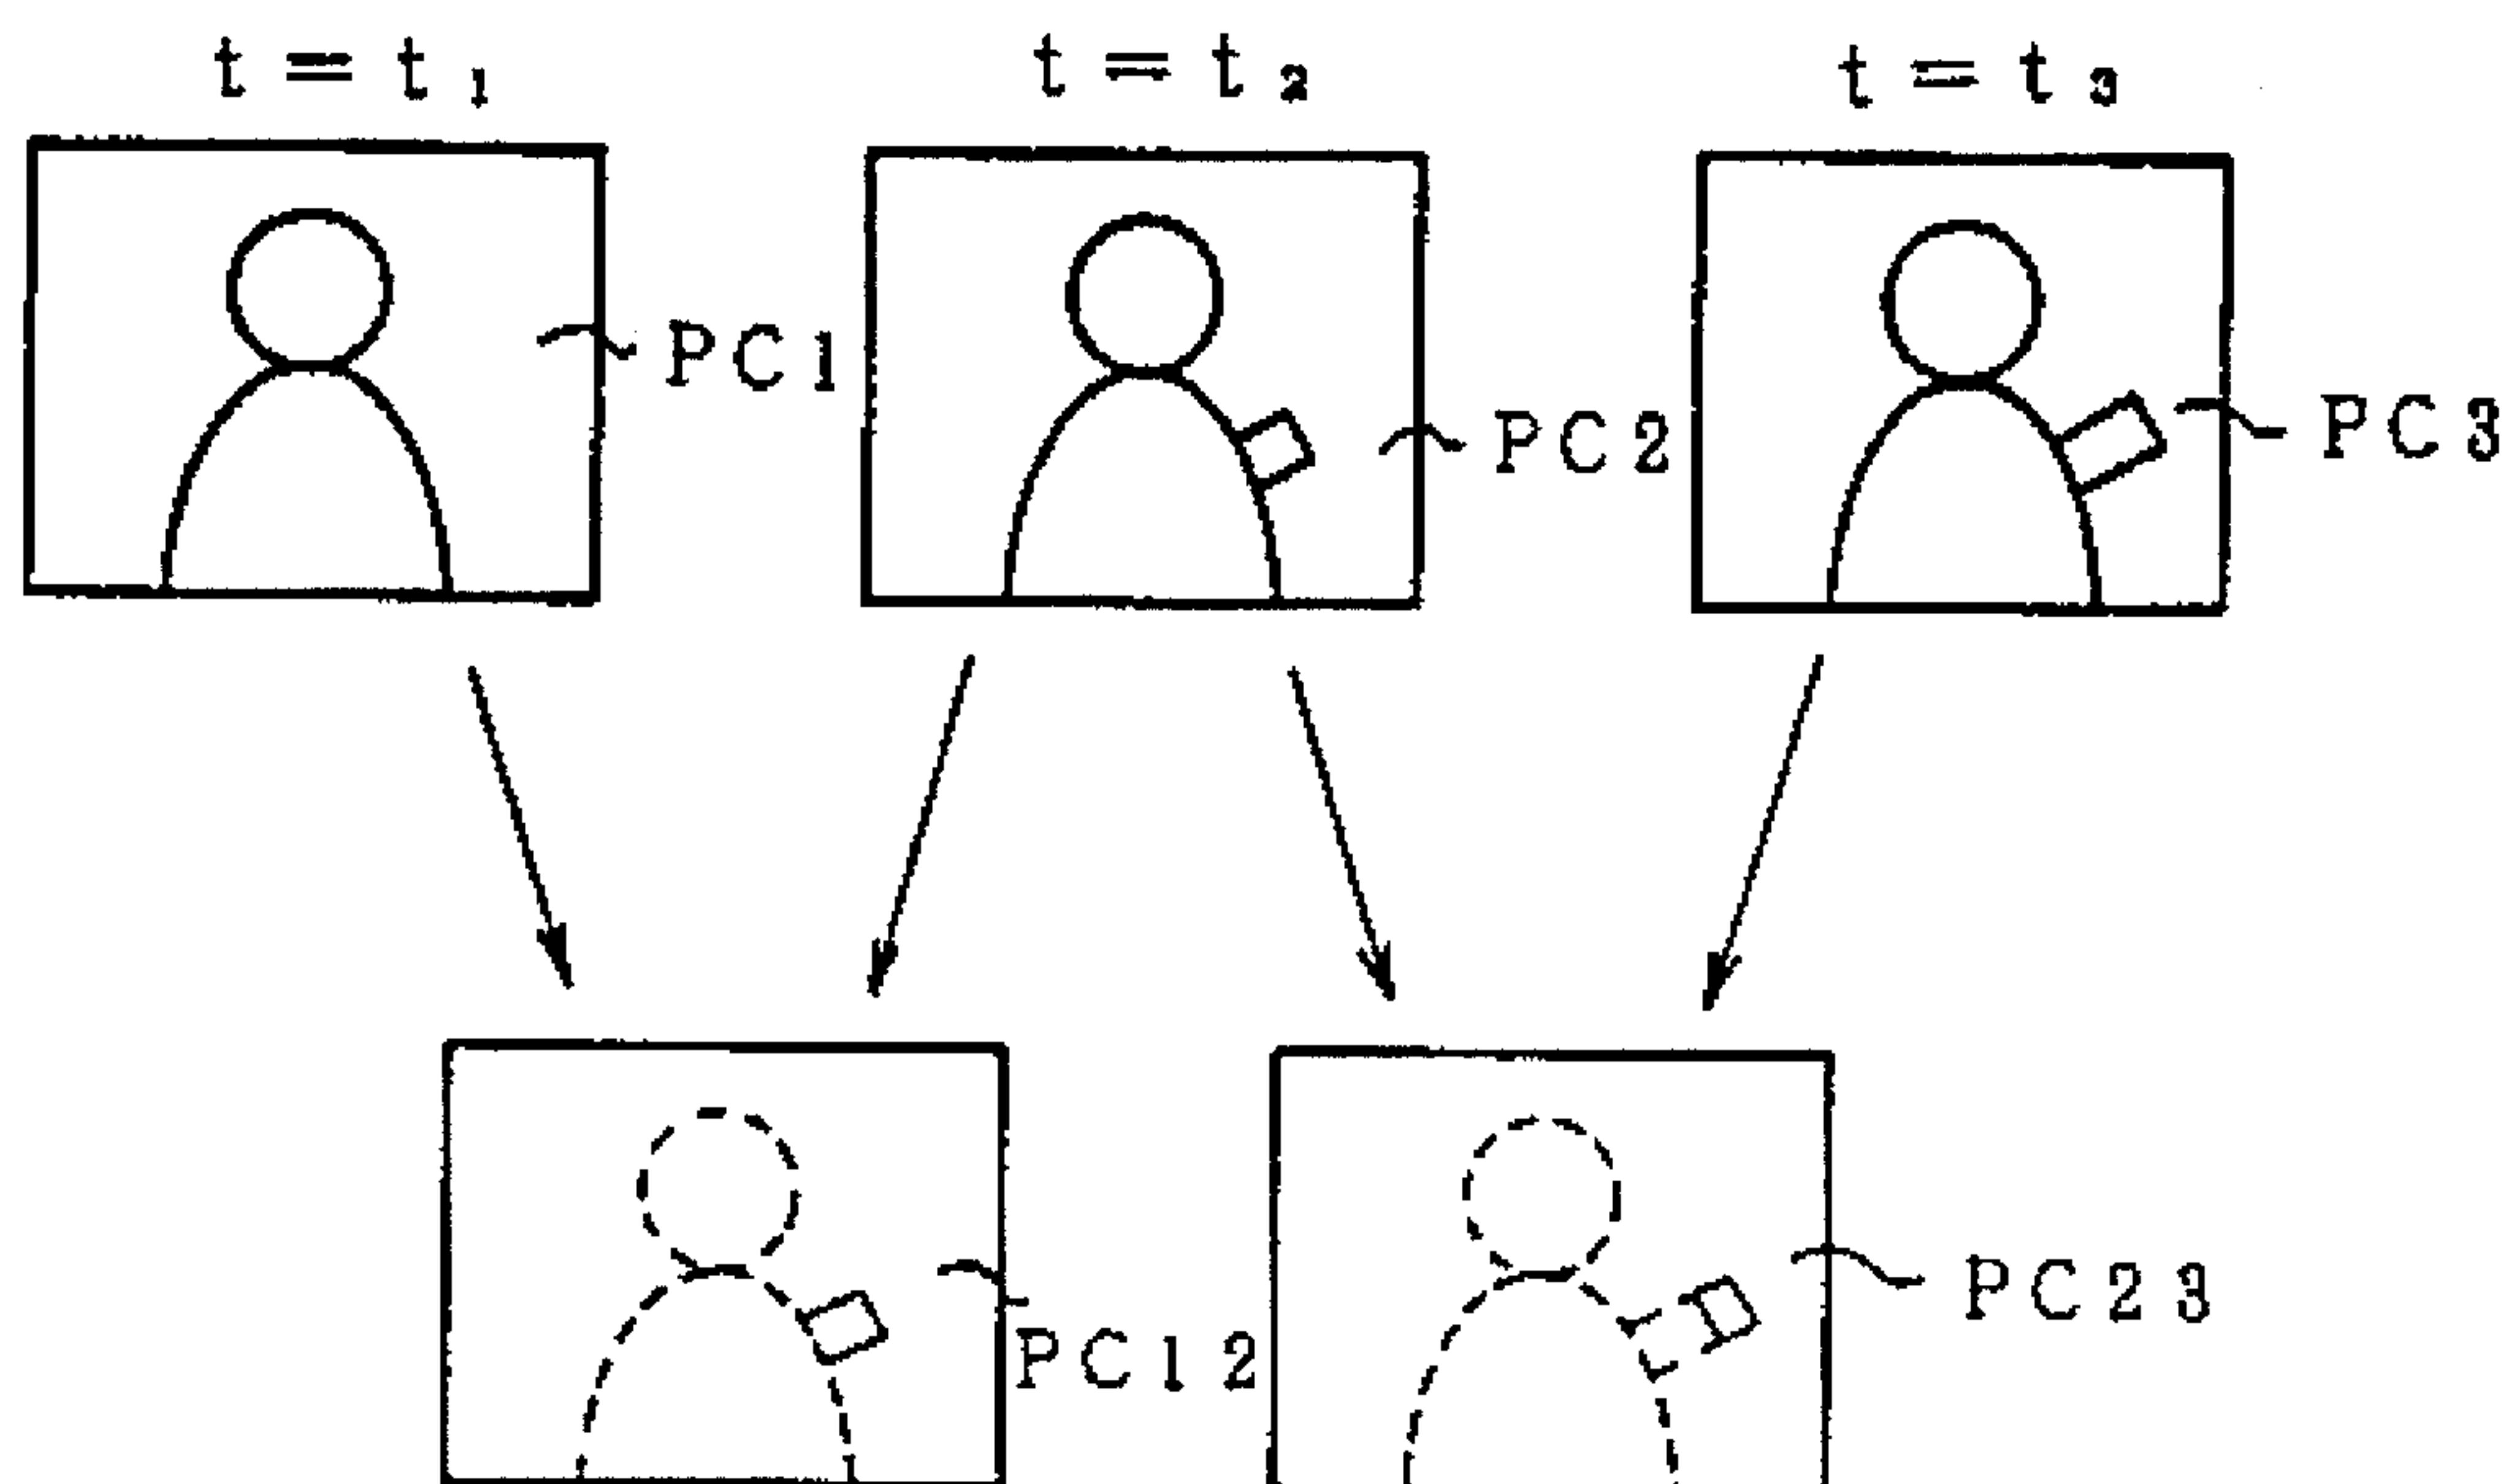 t = t₁
t = t₂
t = t₃
PC1
PC2
PC3
PC12
PC23